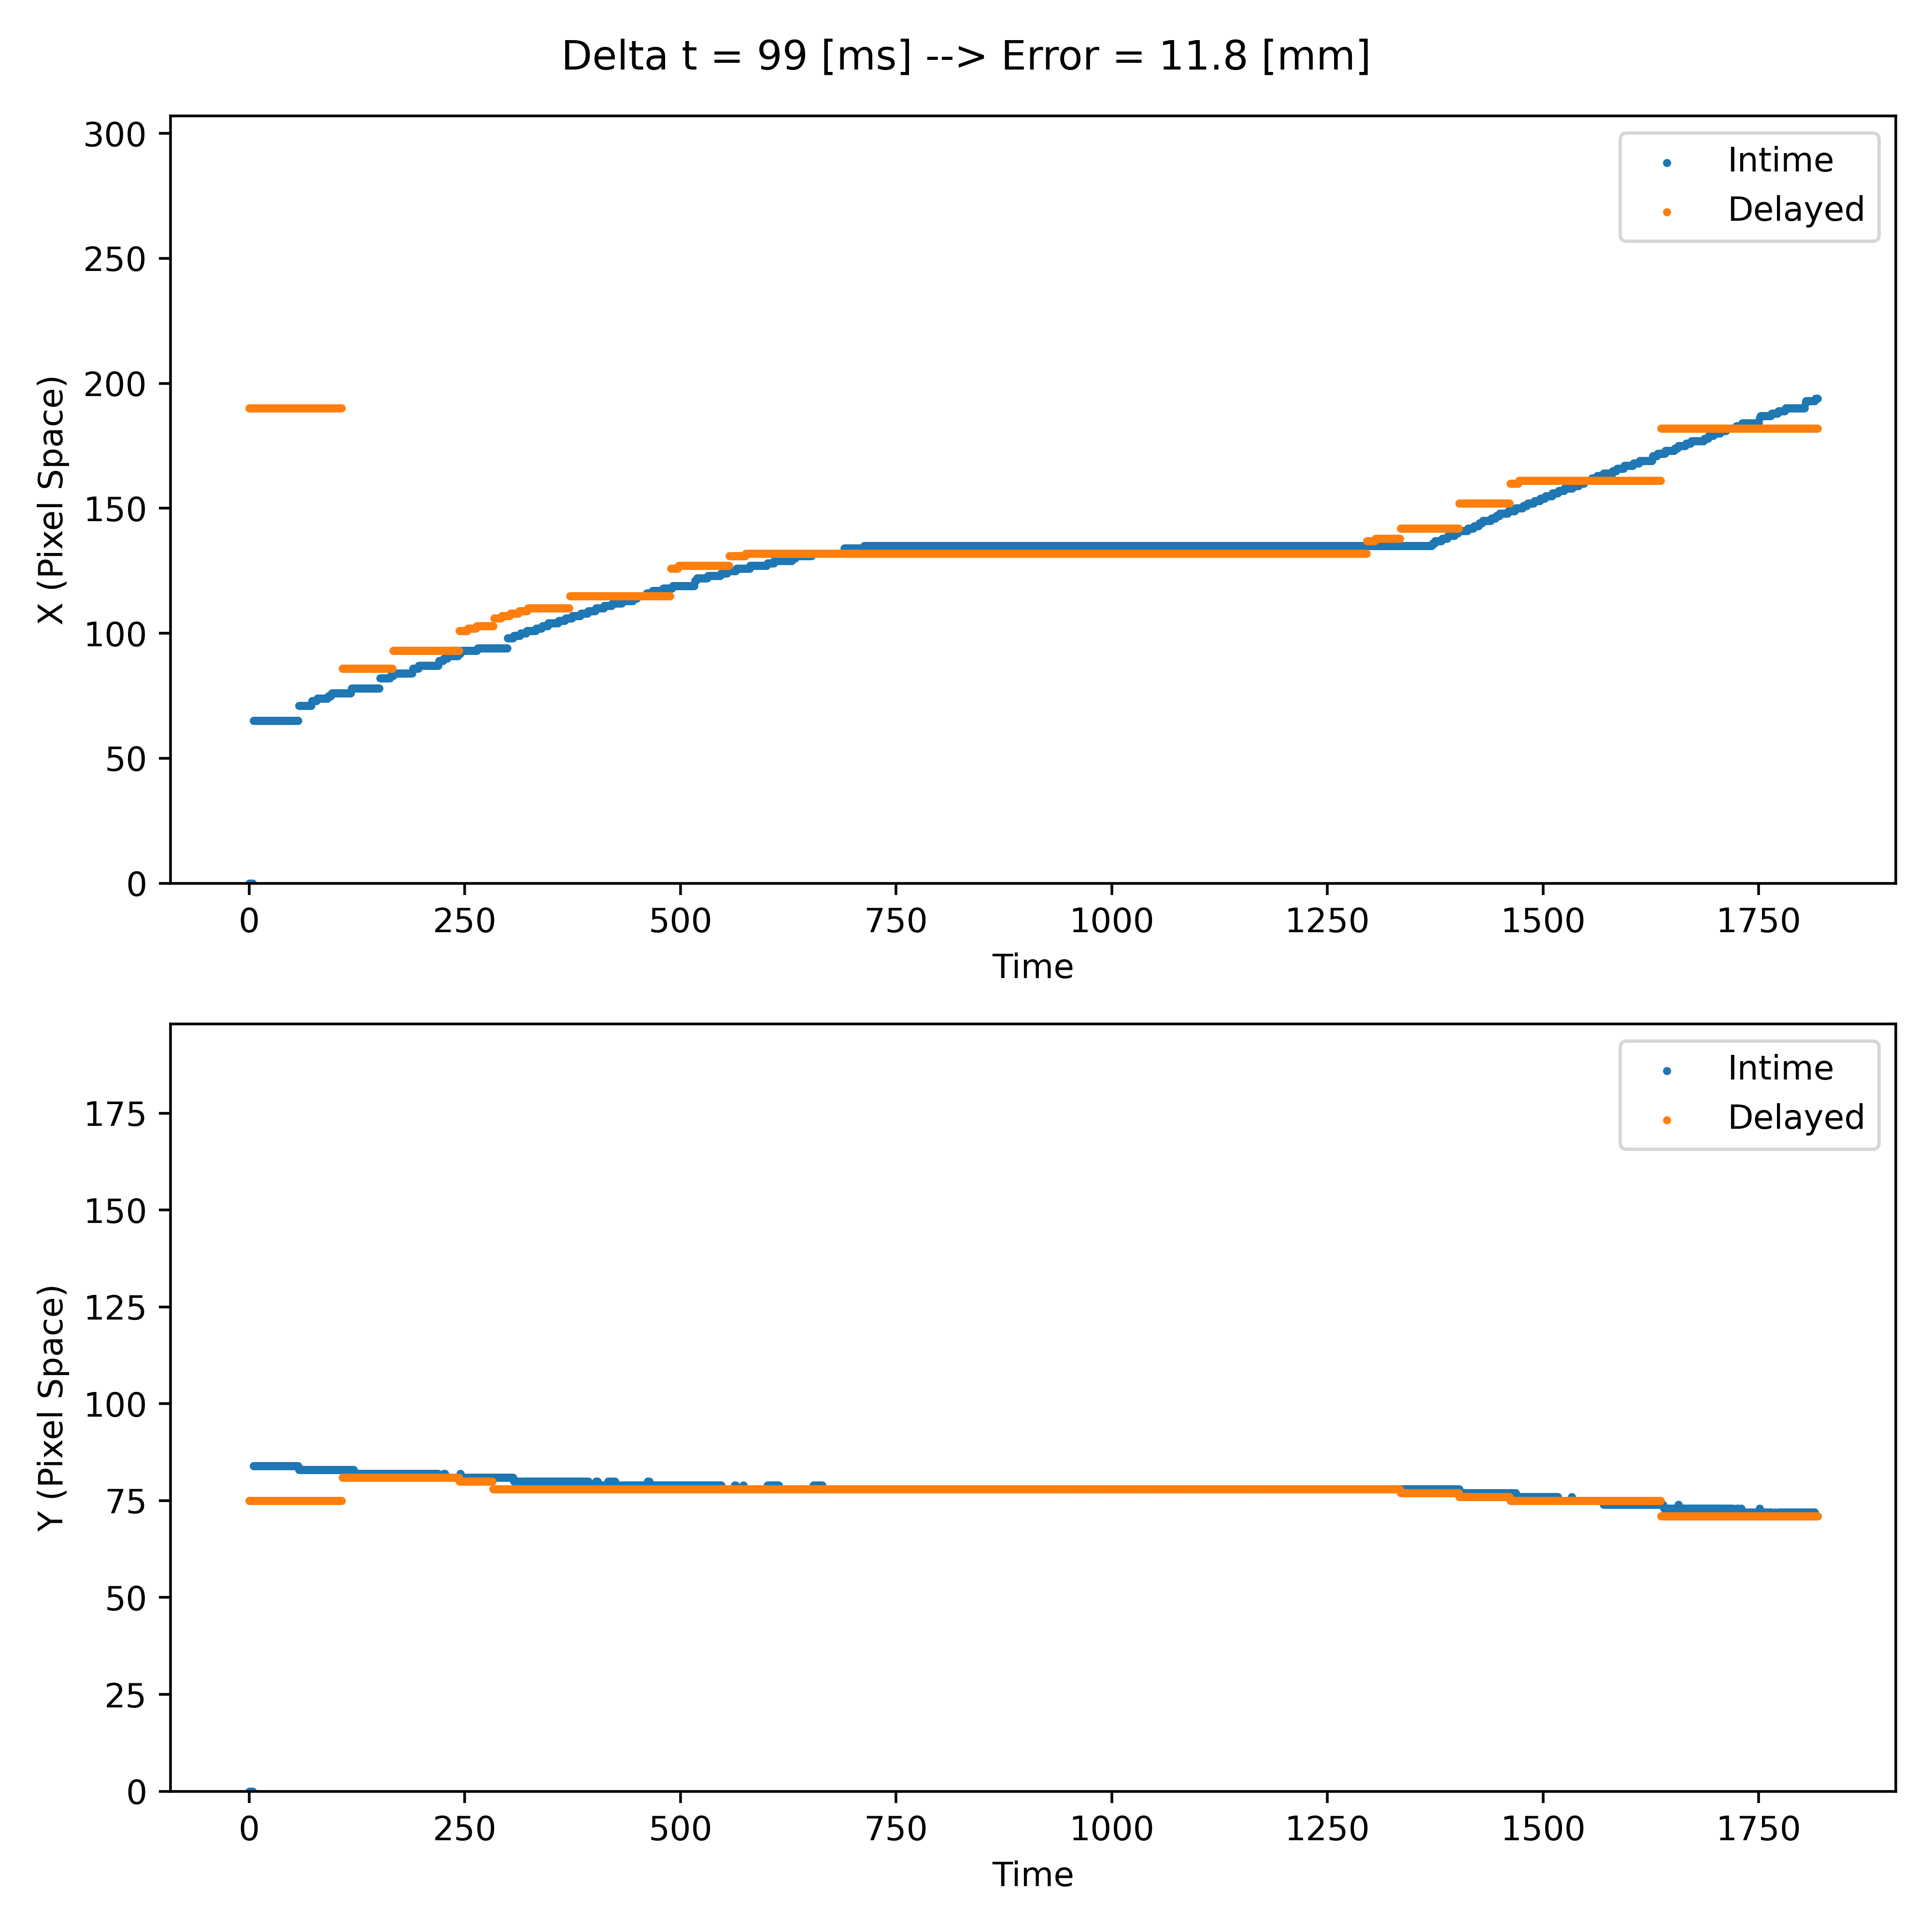 Delta t = 99 [ms] --> Error = 11.8 [mm]
300
250
200
150
100
50
0
X (Pixel Space)
Intime
Delayed
0 250 500 750 1000 1250 1500 1750
Time
175
150
125
100
75
50
25
0
Y (Pixel Space)
Intime
Delayed
0 250 500 750 1000 1250 1500 1750
Time